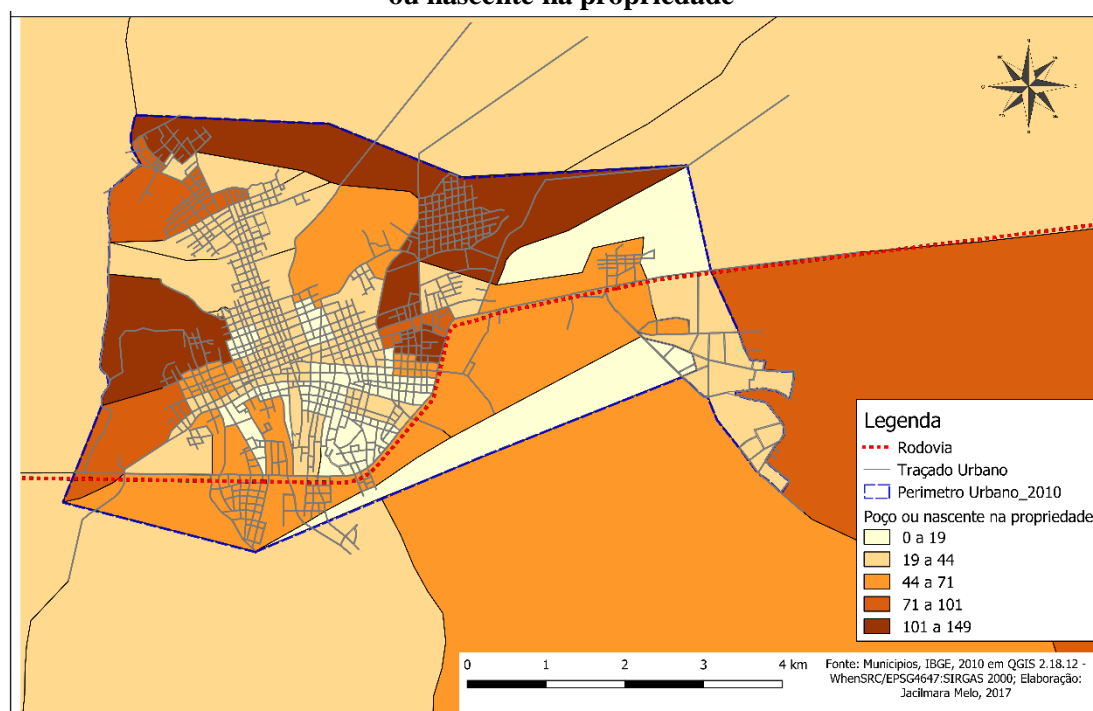 ou nascente na propriedade
Legenda
Rodovia
Traçado Urbano
Perimetro Urbano_2010
Poço ou nascente na propriedade
0 a 19
19 a 44
44 a 71
71 a 101
101 a 149
0 1 2 3 4 km
Fonte: Municipios, IBGE, 2010 em QGIS 2.18.12 -
WhenSRC/EPSG4647:SIRGAS 2000; Elaboração:
Jacilmara Melo, 2017